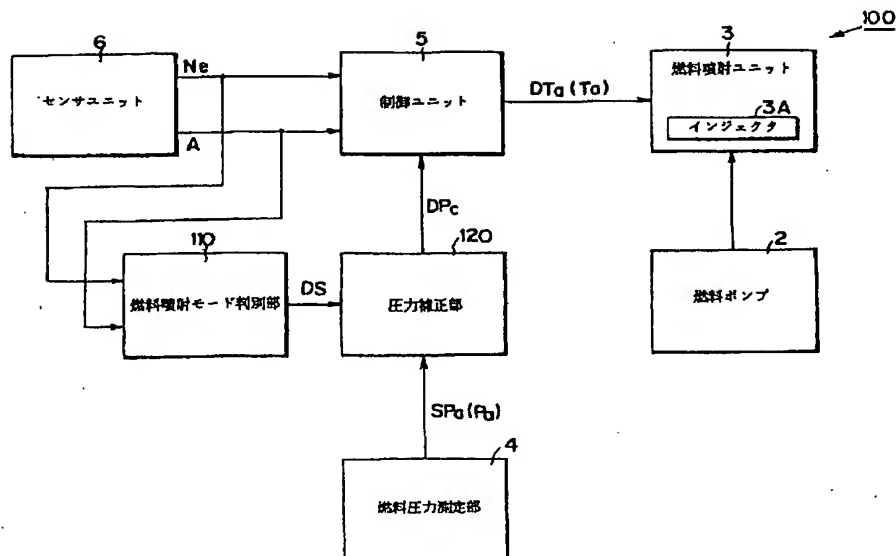 100
6
センサユニット
Ne
A
5
制御ユニット
DTa(Ta)
3
燃料噴射ユニット
3A
インジェクタ
DPc
110
燃料噴射モード判別部
DS
120
圧力補正部
2
燃料ポンプ
SPa(Pa)
4
燃料圧力測定部